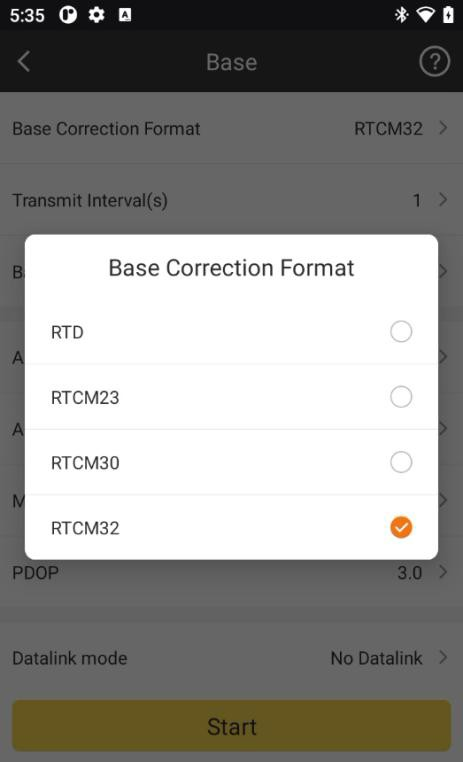 5:35
Base
Base Correction Format RTCM32
Transmit Interval(s) 1
Base Correction Format
RTD
RTCM23
RTCM30
RTCM32
PDOP 3.0
Datalink mode No Datalink
Start